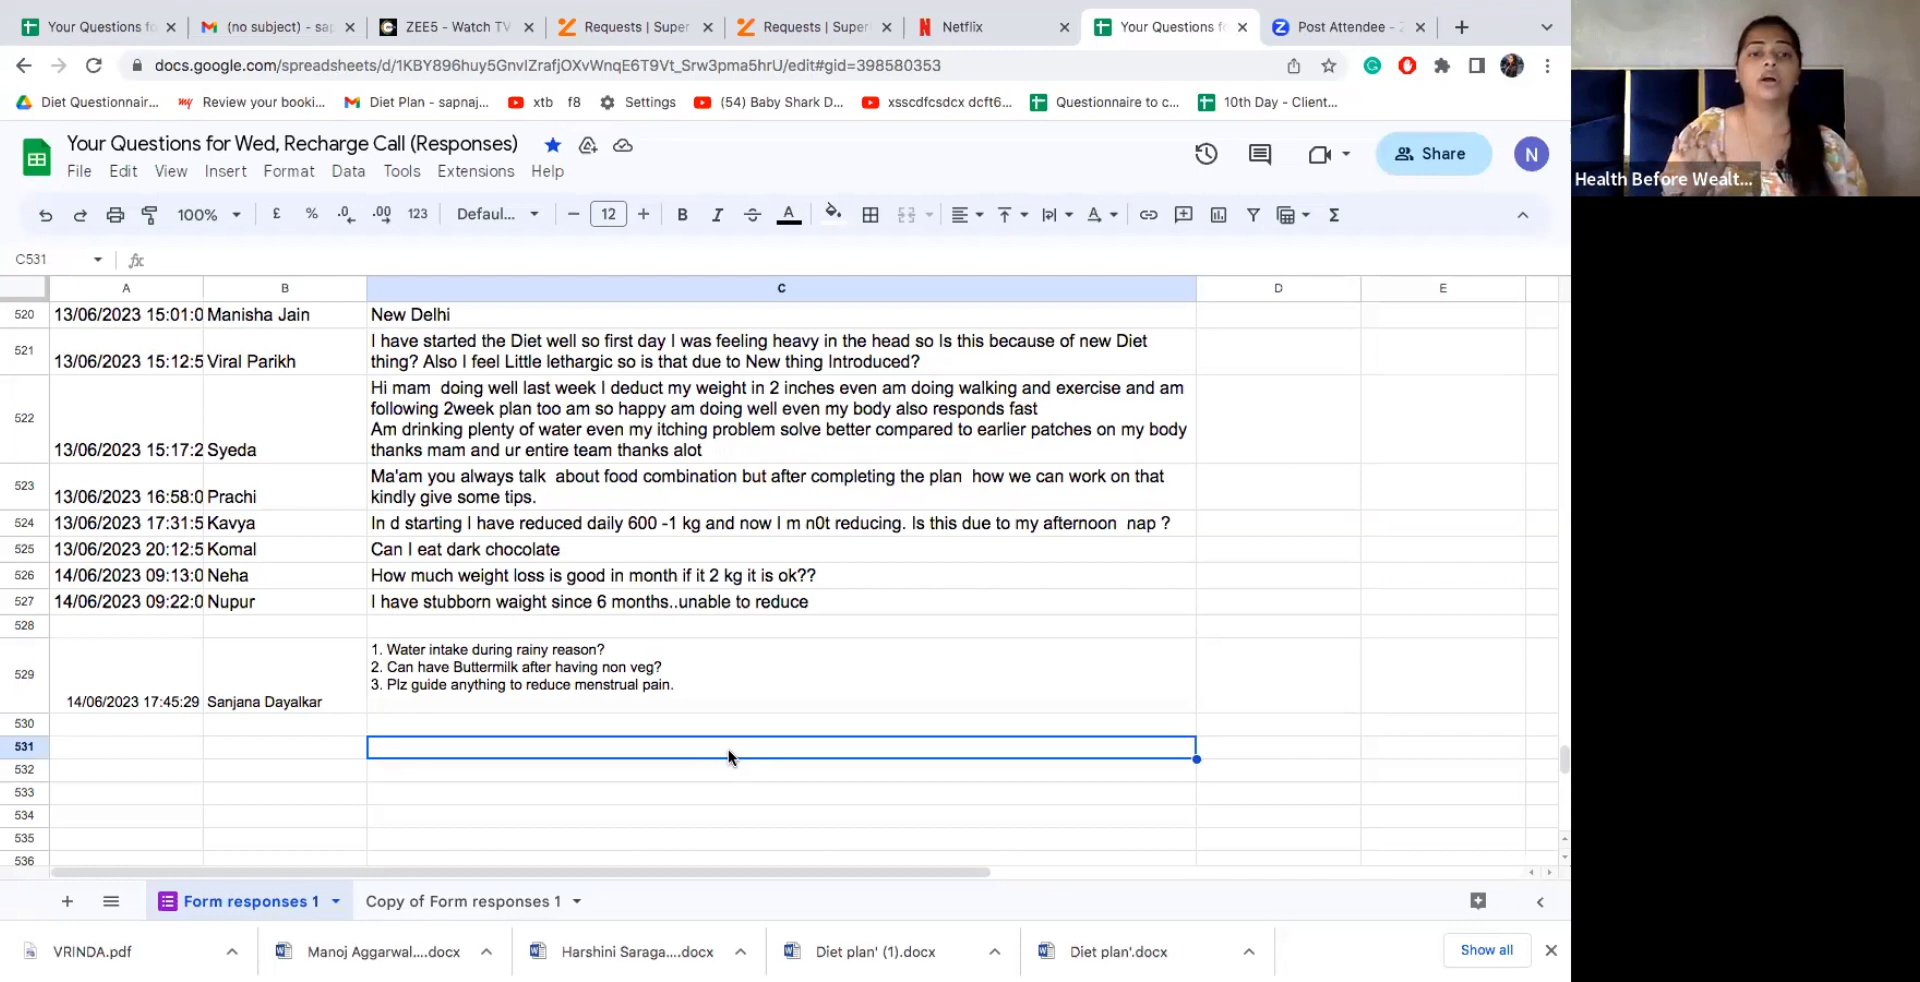 Your Questions fo
(no subject) - sap
ZEE5 - Watch TV
Requests | Super
Requests | Super
Netflix
Your Questions fo
Post Attendee - Z
docs.google.com/spreadsheets/d/1KBY896huy5GnvlZrafjOXvWnqE6T9Vt_Srw3pma5hrU/edit#gid=398580353
Diet Questionnair...
my Review your booki...
Diet Plan - sapnaj...
xtb f8
Settings
(54) Baby Shark D...
xsscdfcsdcx dcft6...
Questionnaire to c...
10th Day - Client...
Your Questions for Wed, Recharge Call (Responses)
File Edit View Insert Format Data Tools Extensions Help
Share
N
100% £ % .0 .00 123 Defaul... 12 B I A Σ
C531 fx
A B C D E
520 13/06/2023 15:01:0 Manisha Jain New Delhi
521 13/06/2023 15:12:5 Viral Parikh I have started the Diet well so first day I was feeling heavy in the head so Is this because of new Diet
thing? Also I feel Little lethargic so is that due to New thing Introduced?
522 13/06/2023 15:17:2 Syeda Hi mam doing well last week I deduct my weight in 2 inches even am doing walking and exercise and am
following 2week plan too am so happy am doing well even my body also responds fast
Am drinking plenty of water even my itching problem solve better compared to earlier patches on my body
thanks mam and ur entire team thanks alot
523 13/06/2023 16:58:0 Prachi Ma'am you always talk about food combination but after completing the plan how we can work on that
kindly give some tips.
524 13/06/2023 17:31:5 Kavya In d starting I have reduced daily 600 -1 kg and now I m n0t reducing. Is this due to my afternoon nap ?
525 13/06/2023 20:12:5 Komal Can I eat dark chocolate
526 14/06/2023 09:13:0 Neha How much weight loss is good in month if it 2 kg it is ok??
527 14/06/2023 09:22:0 Nupur I have stubborn waight since 6 months..unable to reduce
528
529 14/06/2023 17:45:29 Sanjana Dayalkar 1. Water intake during rainy reason?
2. Can have Buttermilk after having non veg?
3. Plz guide anything to reduce menstrual pain.
530
531
532
533
534
535
536
Form responses 1
Copy of Form responses 1
VRINDA.pdf
Manoj Aggarwal....docx
Harshini Saraga....docx
Diet plan' (1).docx
Diet plan'.docx
Show all
Health Before Wealt...